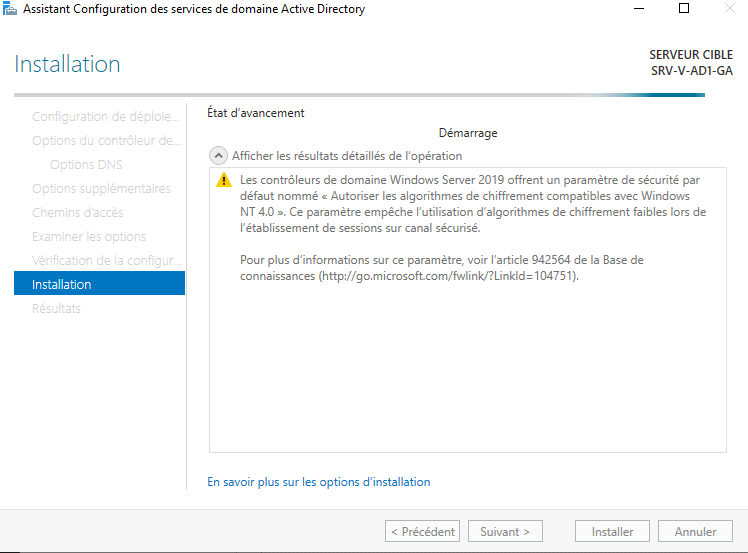 Assistant Configuration des services de domaine Active Directory
Installation
SERVEUR CIBLE
SRV-V-AD1-GA
Configuration de déploie...
Options du contrôleur de...
Options DNS
Options supplémentaires
Chemins d'accès
Examiner les options
Vérification de la configur...
Installation
Résultats
État d'avancement
Démarrage
Afficher les résultats détaillés de l'opération
Les contrôleurs de domaine Windows Server 2019 offrent un paramètre de sécurité par
défaut nommé « Autoriser les algorithmes de chiffrement compatibles avec Windows
NT 4.0 ». Ce paramètre empêche l'utilisation d'algorithmes de chiffrement faibles lors de
l'établissement de sessions sur canal sécurisé.
Pour plus d'informations sur ce paramètre, voir l'article 942564 de la Base de
connaissances (http://go.microsoft.com/fwlink/?LinkId=104751).
En savoir plus sur les options d'installation
< Précédent
Suivant >
Installer
Annuler